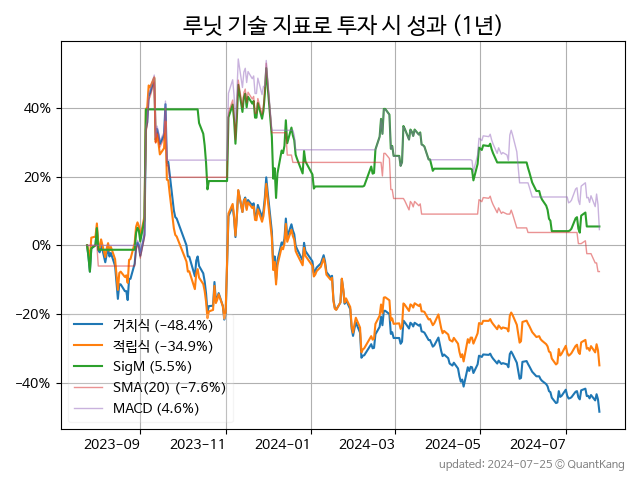 루닛 기술 지표로 투자 시 성과 (1년)
40%
20%
0%
−20%
−40%
거치식 (−48.4%)
적립식 (−34.9%)
SigM (5.5%)
SMA(20) (−7.6%)
MACD (4.6%)
2023-09 2023-11 2024-01 2024-03 2024-05 2024-07
updated: 2024-07-25 © QuantKang